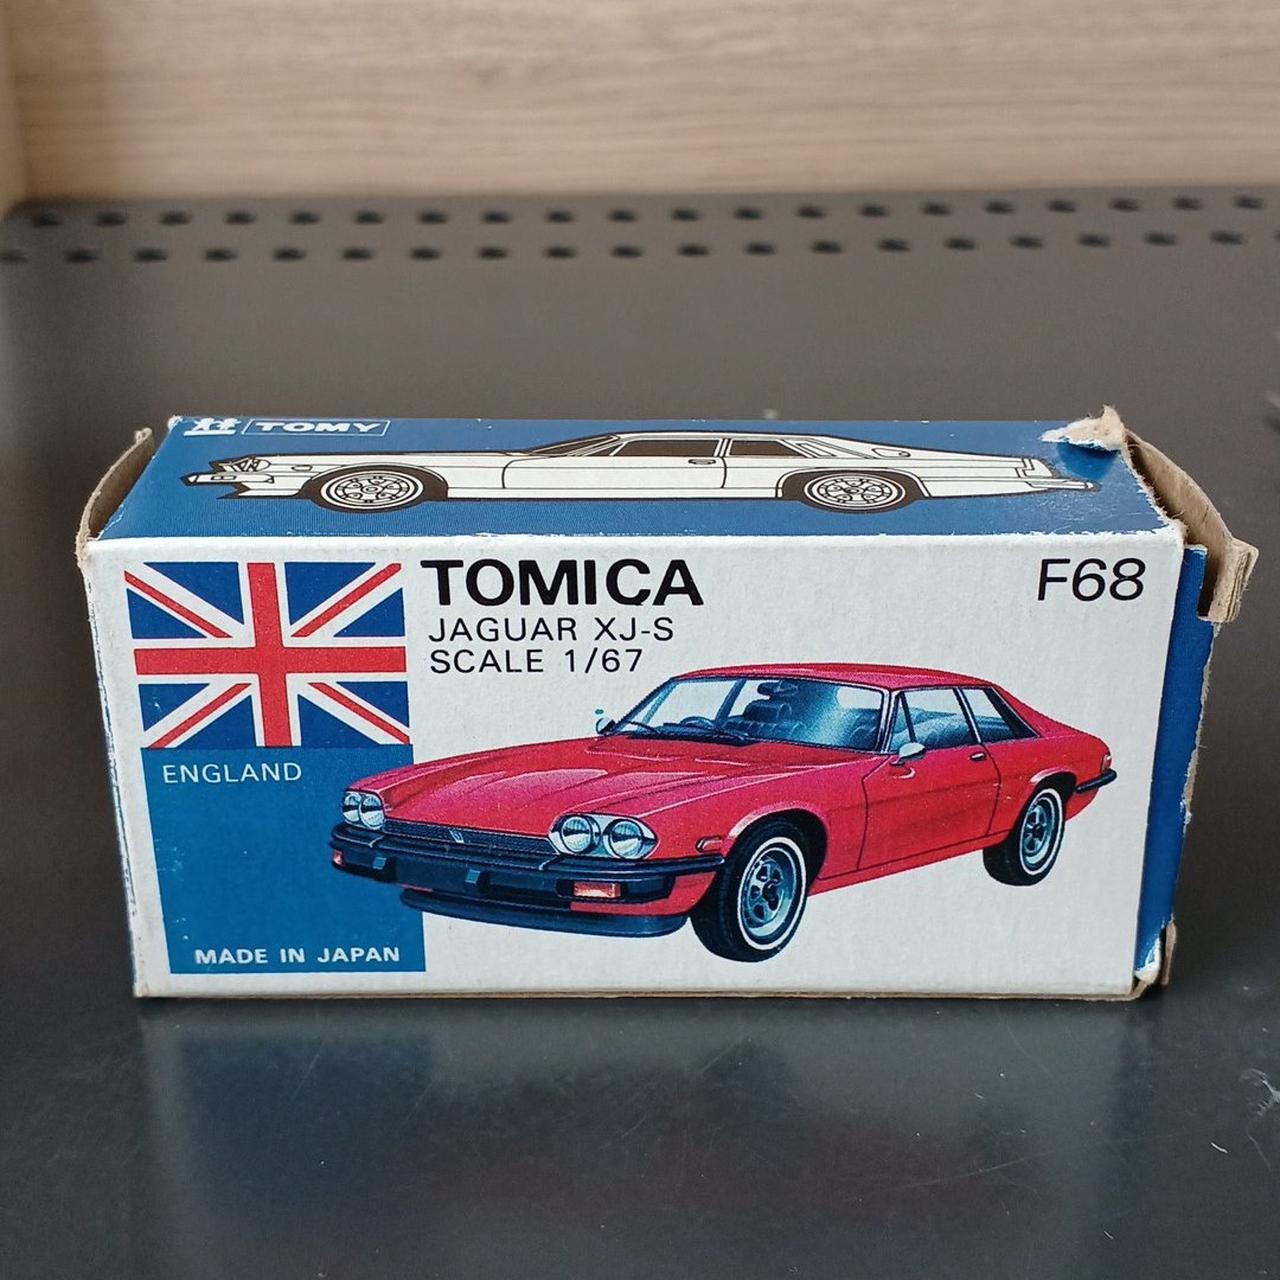 TOMY
TOMICA
F68
JAGUAR XJ-S
SCALE 1/67
ENGLAND
MADE IN JAPAN